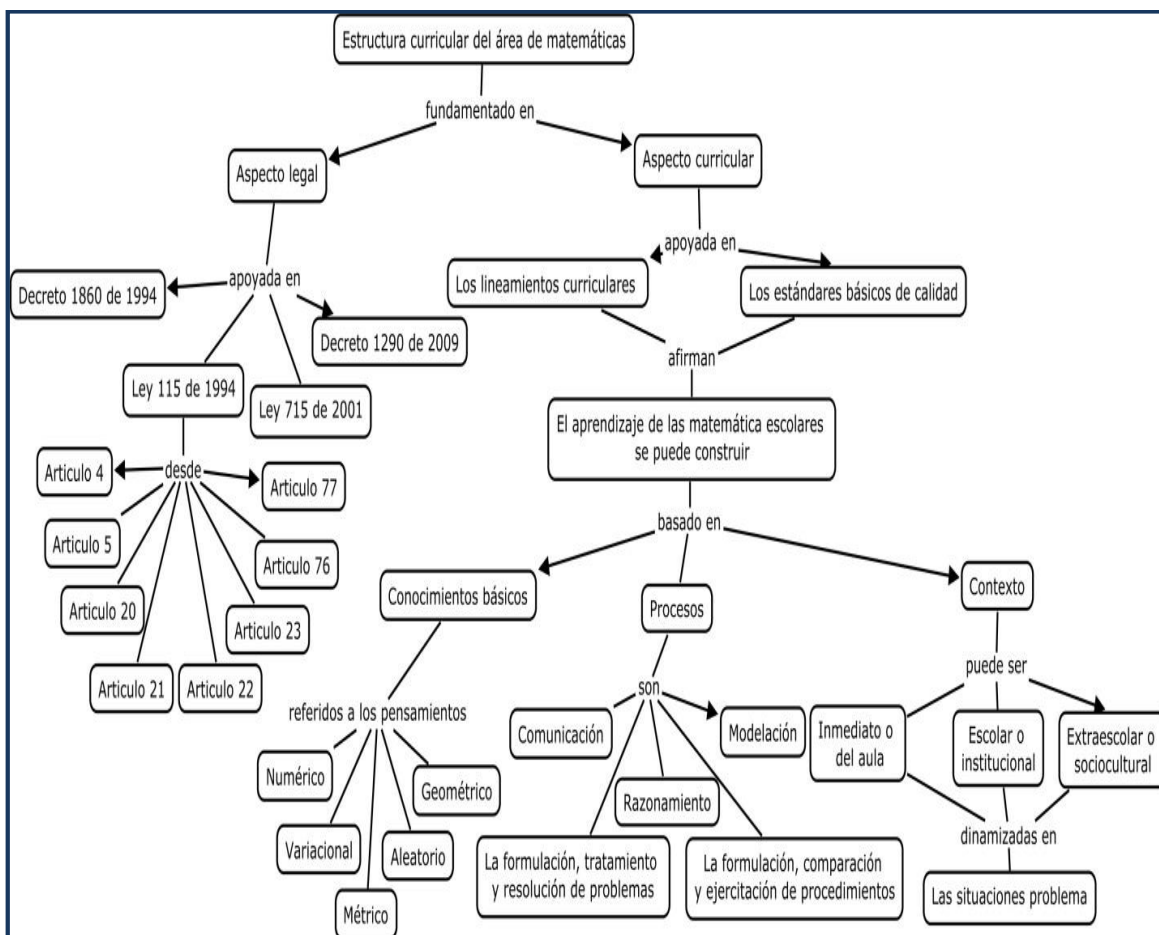 Estructura curricular del área de matemáticas
fundamentado en
Aspecto legal
Aspecto curricular
apoyada en
apoyada en
Decreto 1860 de 1994
Decreto 1290 de 2009
Ley 115 de 1994
Ley 715 de 2001
desde
Articulo 4
Articulo 77
Articulo 5
Articulo 76
Articulo 20
Articulo 23
Articulo 21
Articulo 22
Los lineamientos curriculares
Los estándares básicos de calidad
afirman
El aprendizaje de las matemática escolares
se puede construir
basado en
Conocimientos básicos
Procesos
Contexto
referidos a los pensamientos
Numérico
Geométrico
Variacional
Aleatorio
Métrico
son
Comunicación
Modelación
Razonamiento
La formulación, tratamiento
y resolución de problemas
La formulación, comparación
y ejercitación de procedimientos
puede ser
Inmediato o
del aula
Escolar o
institucional
Extraescolar o
sociocultural
dinamizadas en
Las situaciones problema